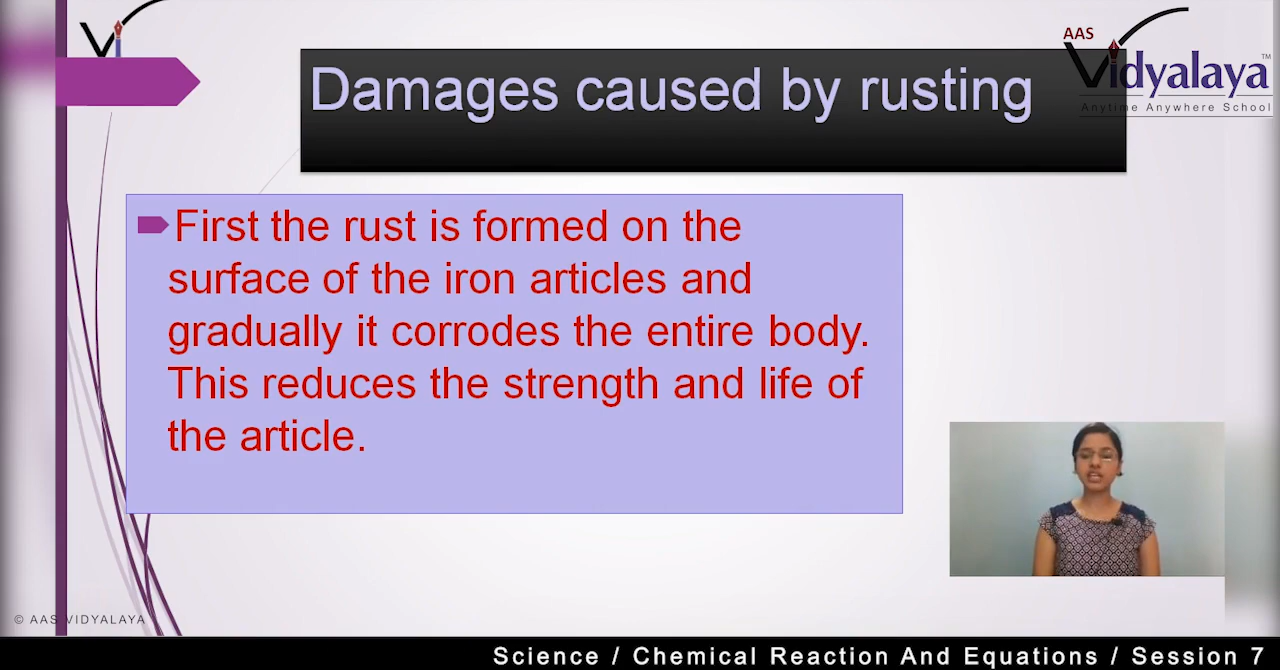 Damages caused by rusting
AAS
Vidyalaya™
Anytime Anywhere School
First the rust is formed on the
surface of the iron articles and
gradually it corrodes the entire body.
This reduces the strength and life of
the article.
© AAS VIDYALAYA
Science / Chemical Reaction And Equations / Session 7